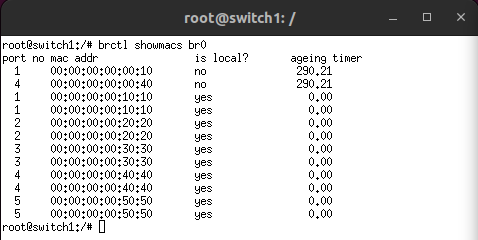 root@switch1: /
root@switch1:/# brctl showmacs br0
port no mac addr is local? ageing timer
1 00:00:00:00:00:10 no 290.21
4 00:00:00:00:00:40 no 290.21
1 00:00:00:00:10:10 yes 0.00
1 00:00:00:00:10:10 yes 0.00
2 00:00:00:00:20:20 yes 0.00
2 00:00:00:00:20:20 yes 0.00
3 00:00:00:00:30:30 yes 0.00
3 00:00:00:00:30:30 yes 0.00
4 00:00:00:00:40:40 yes 0.00
4 00:00:00:00:40:40 yes 0.00
5 00:00:00:00:50:50 yes 0.00
5 00:00:00:00:50:50 yes 0.00
root@switch1:/#